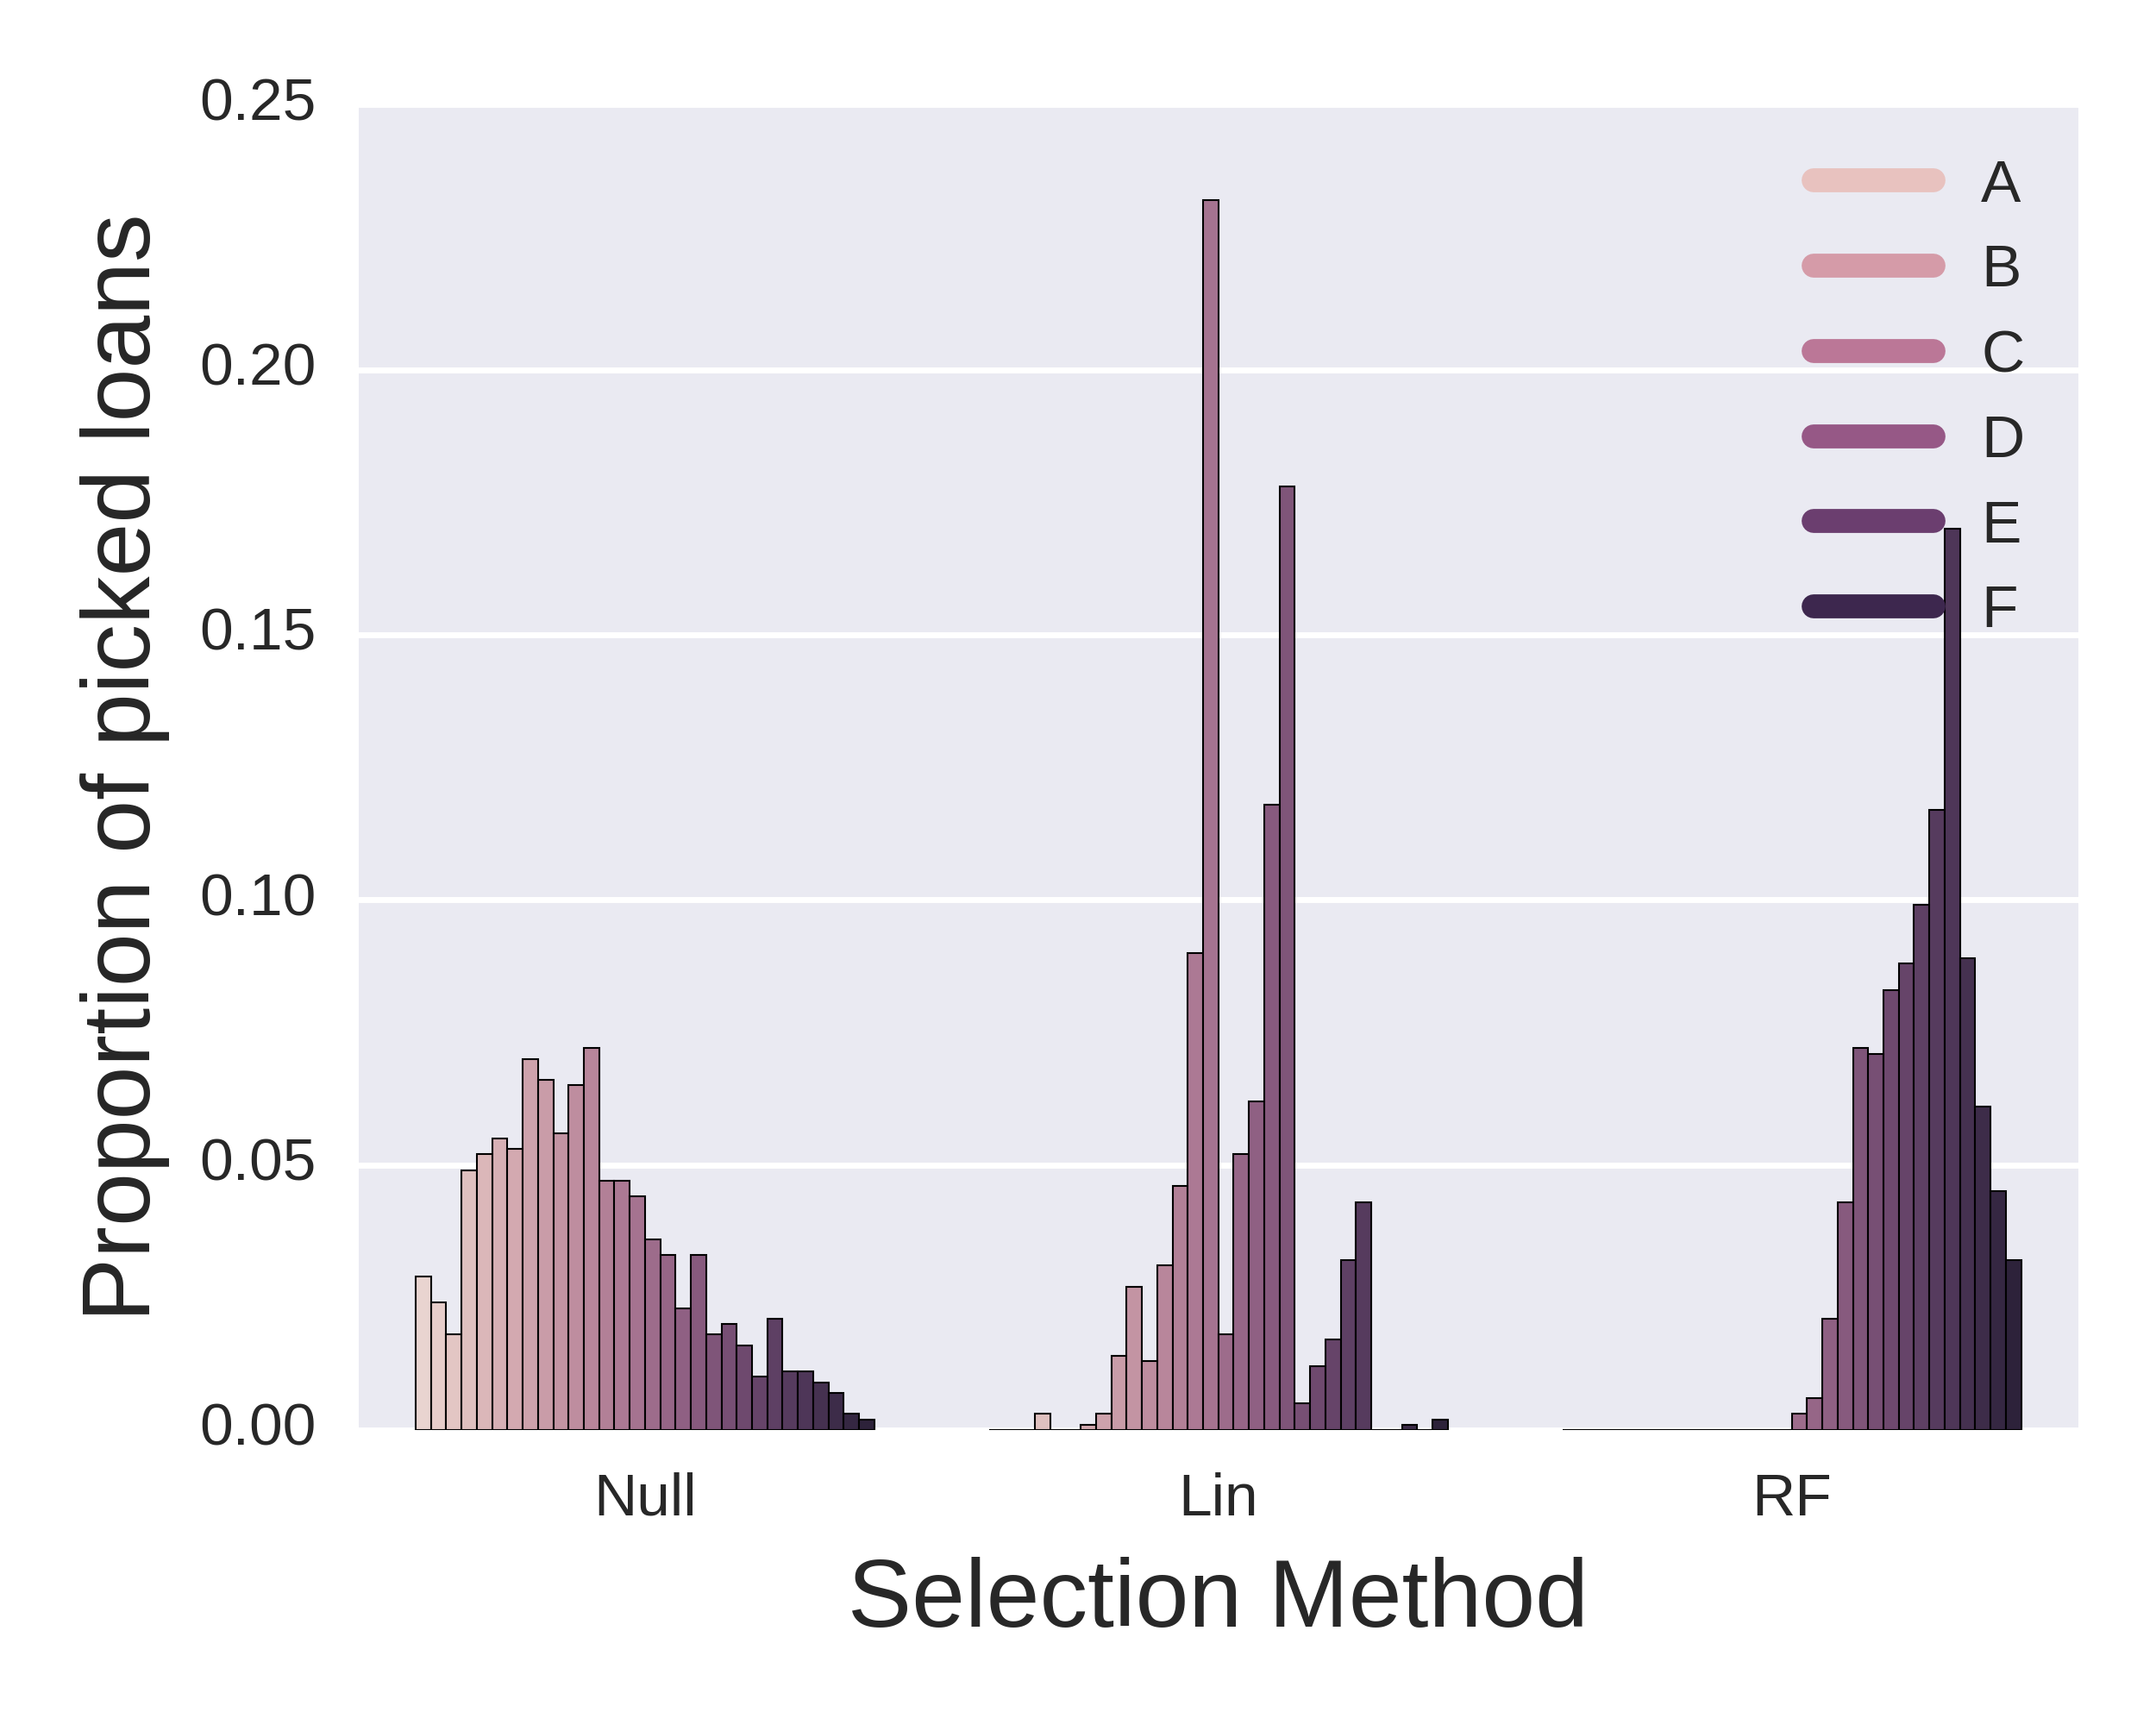 0.25
0.20
0.15
0.10
0.05
0.00
Proportion of picked loans
A
B
C
D
E
F
Null
Lin
RF
Selection Method